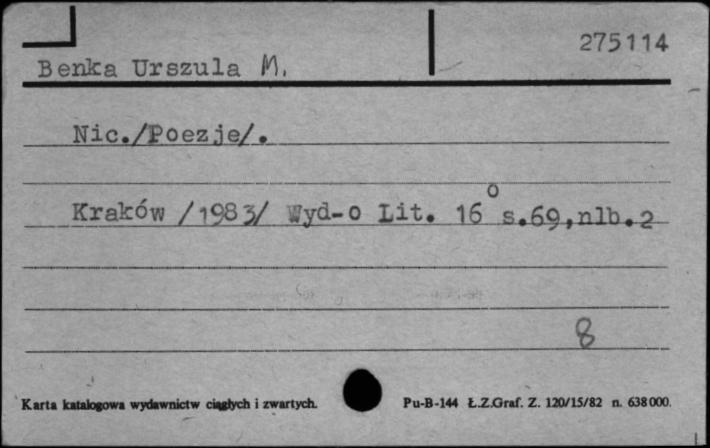 275114
Benka Urszula M.
Nic./Poezje/.
Kraków /1983/ Wyd-o Lit. 16⁰ s.69,nlb.2
8
Karta katalogowa wydawnictw ciągłych i zwartych.
Pu-B-144 Ł.Z.Graf. Z. 120/15/82 n. 638000.